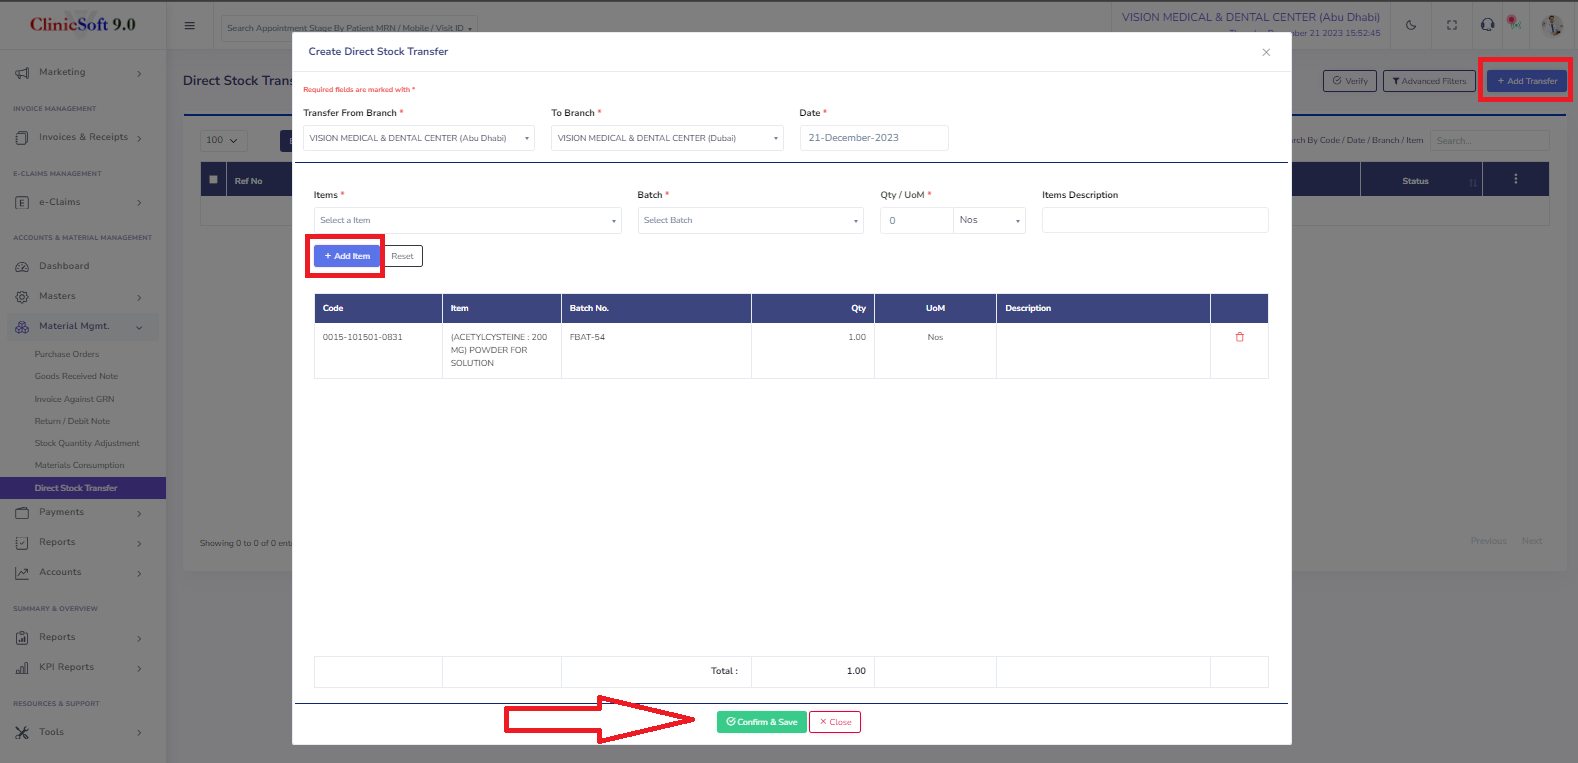 ClinicSoft 9.0
Search Appointment Stage By Patient MRN / Mobile / Visit ID
VISION MEDICAL & DENTAL CENTER (Abu Dhabi)
21 2023 15:52:45
Marketing
INVOICE MANAGEMENT
Invoices & Receipts
E-CLAIMS MANAGEMENT
e-Claims
ACCOUNTS & MATERIAL MANAGEMENT
Dashboard
Masters
Material Mgmt.
Purchase Orders
Goods Received Note
Invoice Against GRN
Return / Debit Note
Stock Quantity Adjustment
Materials Consumption
Direct Stock Transfer
Payments
Reports
Accounts
SUMMARY & OVERVIEW
Reports
KPI Reports
RESOURCES & SUPPORT
Tools
Direct Stock Trans
Verify
Advanced Filters
+ Add Transfer
100
rch By Code / Date / Branch / Item
Search...
Ref No
Status
Showing 0 to 0 of 0 ent
Previous
Next
Create Direct Stock Transfer
×
Required fields are marked with *
Transfer From Branch *
To Branch *
Date *
VISION MEDICAL & DENTAL CENTER (Abu Dhabi)
VISION MEDICAL & DENTAL CENTER (Dubai)
21-December-2023
Items *
Batch *
Qty / UoM *
Items Description
Select a Item
Select Batch
0
Nos
+ Add Item
Reset
Code
Item
Batch No.
Qty
UoM
Description
0015-101501-0831
(ACETYLCYSTEINE : 200
MG) POWDER FOR
SOLUTION
FBAT-54
1.00
Nos
Total :
1.00
Confirm & Save
× Close